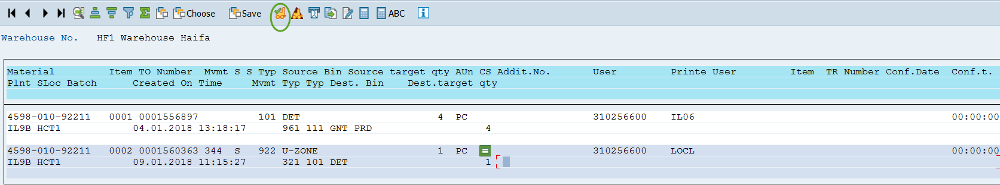 Choose Save ABC
Warehouse No. HF1 Warehouse Haifa
Material Item TO Number Mvmt S S Typ Source Bin Source target qty AUn CS Addit.No. User Printe User Item TR Number Conf.Date Conf.t.
Plnt SLoc Batch Created On Time Mvmt Typ Typ Dest. Bin Dest.target qty
4598-010-92211 0001 0001556897 101 DET 4 PC 310256600 IL06 00:00:00
IL9B HCT1 04.01.2018 13:18:17 961 111 GNT PRD 4
4598-010-92211 0002 0001560363 344 S 922 U-ZONE 1 PC 310256600 LOCL 00:00:00
IL9B HCT1 09.01.2018 11:15:27 321 101 DET 1